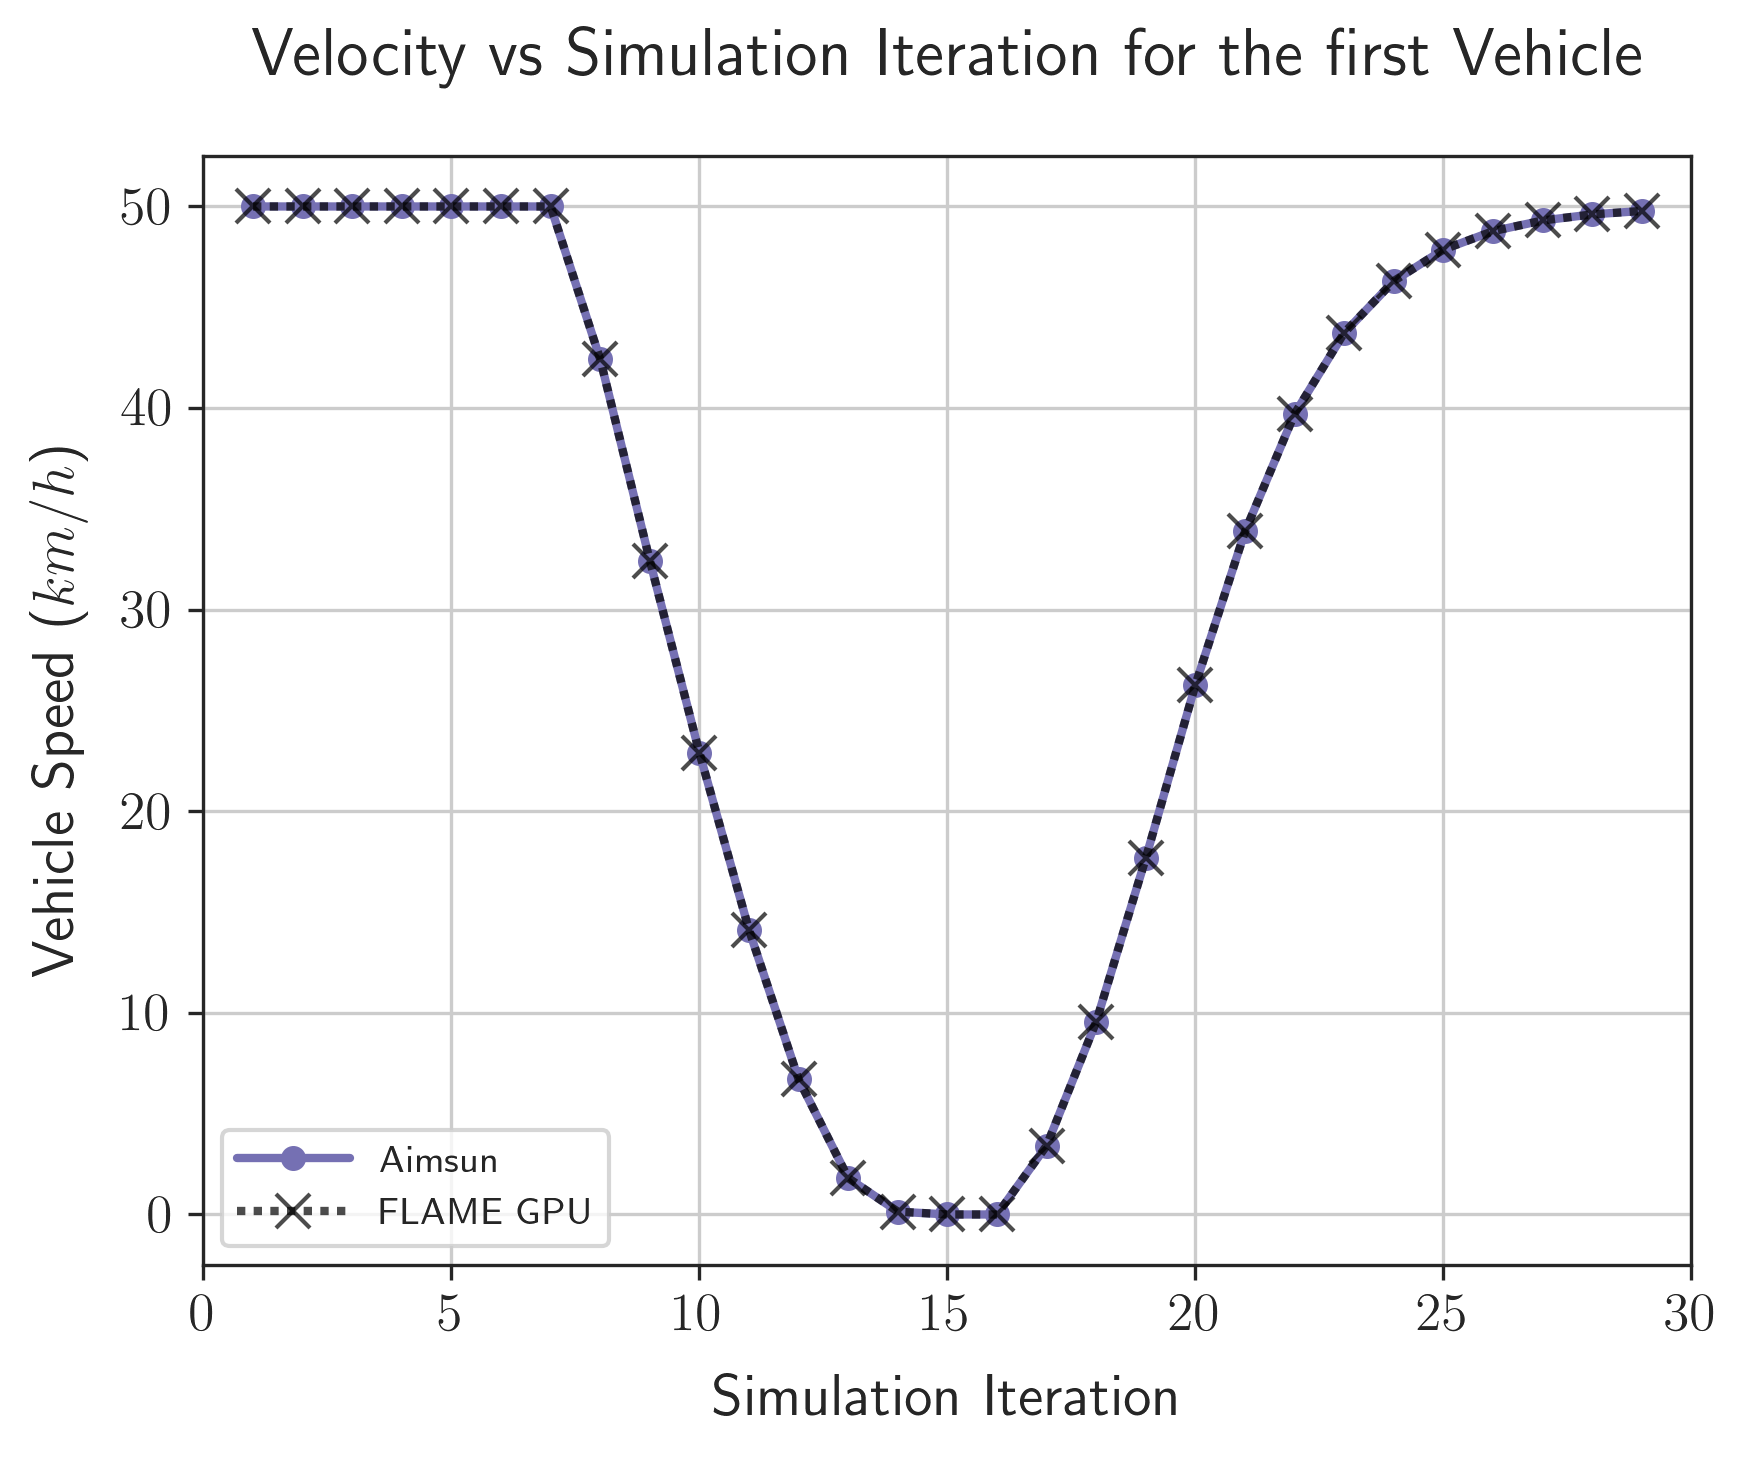 Velocity vs Simulation Iteration for the first Vehicle
Vehicle Speed (km/h)
50
40
30
20
10
0
Aimsun
FLAME GPU
0 5 10 15 20 25 30
Simulation Iteration